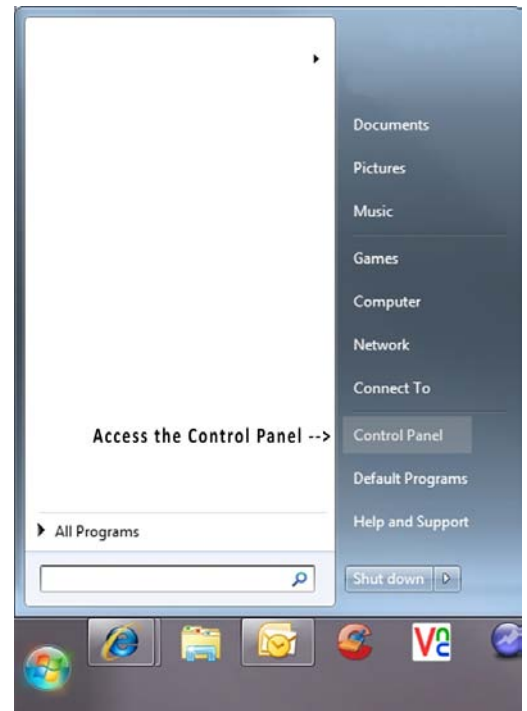 Documents
Pictures
Music
Games
Computer
Network
Connect To
Access the Control Panel --> Control Panel
Default Programs
Help and Support
All Programs
Shut down
VNC